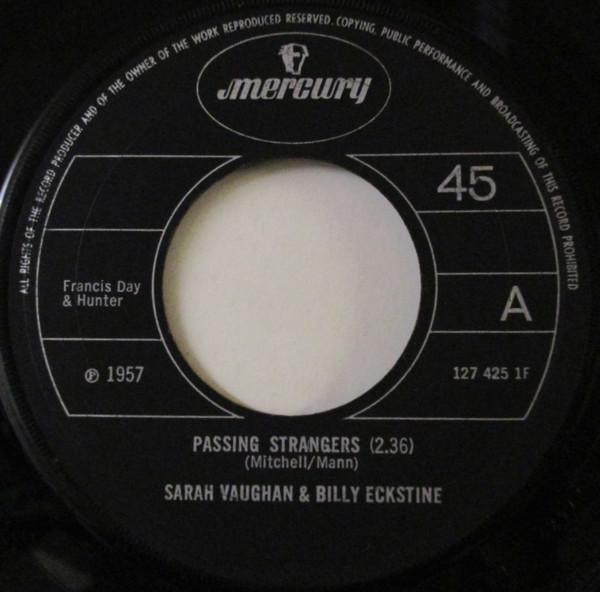 ALL RIGHTS OF THE RECORD PRODUCER AND OF THE OWNER OF THE WORK REPRODUCED RESERVED. COPYING, PUBLIC PERFORMANCE AND BROADCASTING OF THIS RECORD PROHIBITED
mercury
45
Francis Day
& Hunter
A
℗ 1957
127 425 1F
PASSING STRANGERS (2.36)
(Mitchell/Mann)
SARAH VAUGHAN & BILLY ECKSTINE